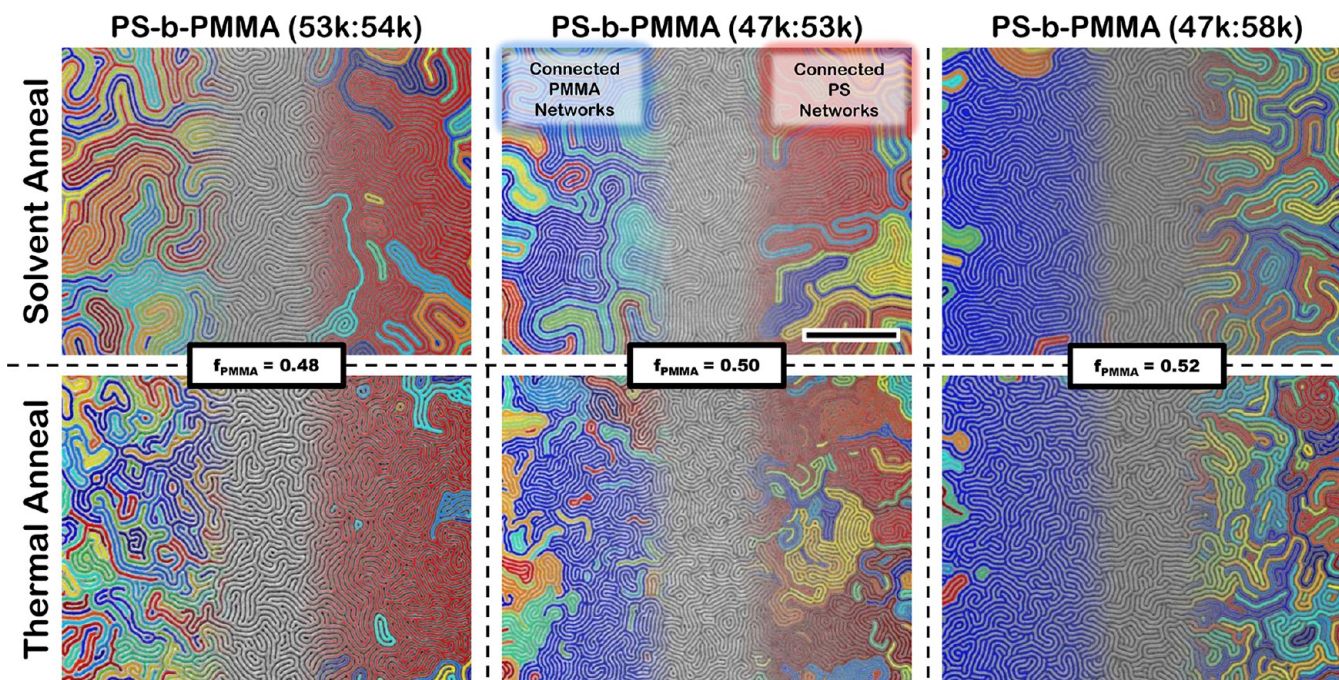 PS-b-PMMA (53k:54k)
PS-b-PMMA (47k:53k)
PS-b-PMMA (47k:58k)
Solvent Anneal
Connected
PMMA
Networks
Connected
PS
Networks
fPMMA = 0.48
fPMMA = 0.50
fPMMA = 0.52
Thermal Anneal